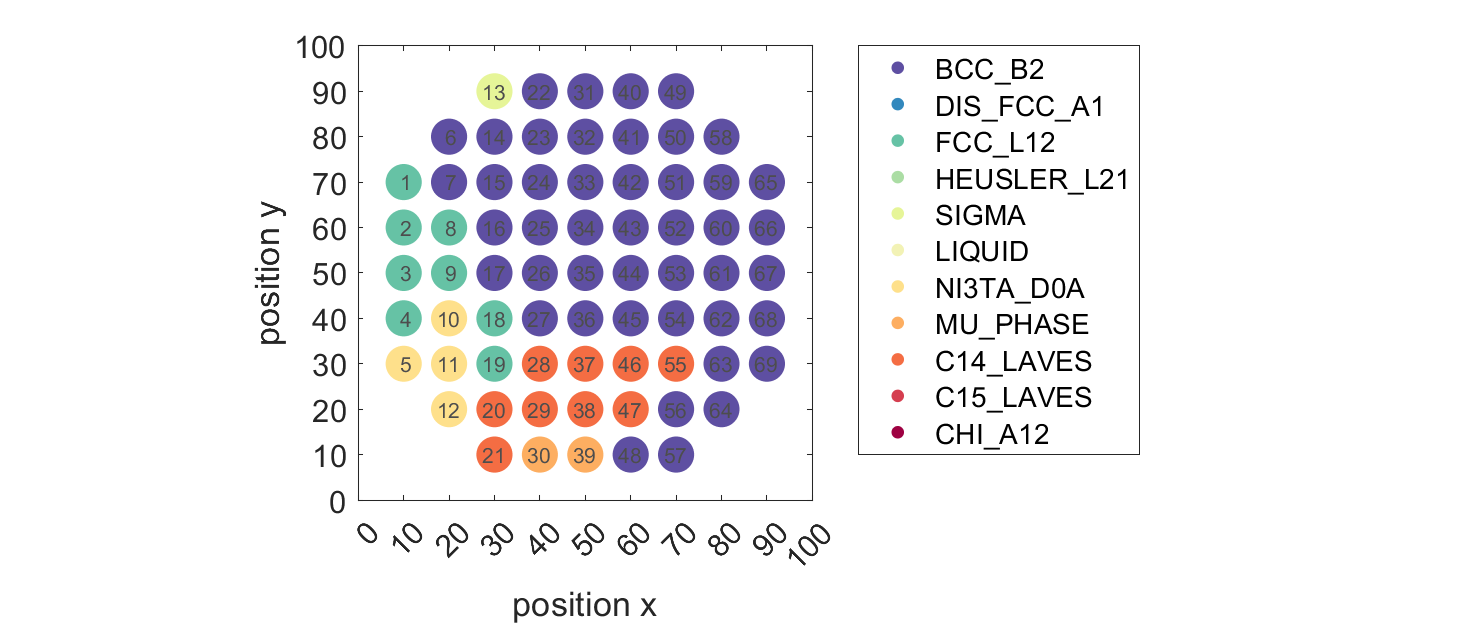 100
90
80
70
60
50
40
30
20
10
0
position y
13 22 31 40 49
6 14 23 32 41 50 58
1 7 15 24 33 42 51 59 65
2 8 16 25 34 43 52 60 66
3 9 17 26 35 44 53 61 67
4 10 18 27 36 45 54 62 68
5 11 19 28 37 46 55 63 69
12 20 29 38 47 56 64
21 30 39 48 57
0 10 20 30 40 50 60 70 80 90 100
position x
BCC_B2
DIS_FCC_A1
FCC_L12
HEUSLER_L21
SIGMA
LIQUID
NI3TA_D0A
MU_PHASE
C14_LAVES
C15_LAVES
CHI_A12